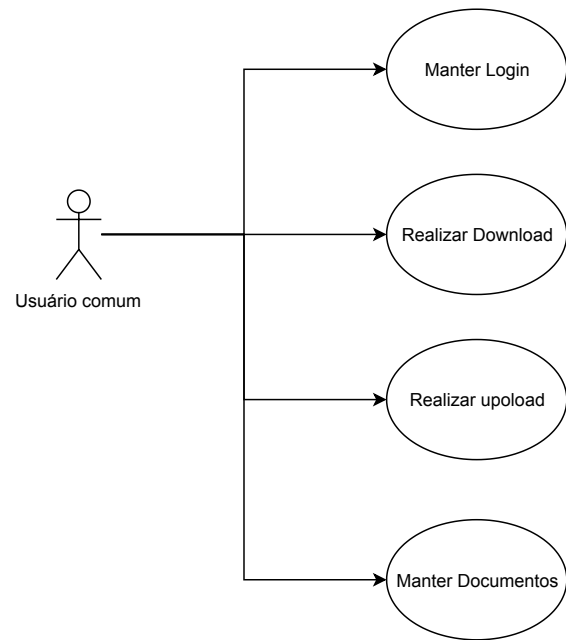 Manter Login
Realizar Download
Usuário comum
Realizar upoload
Manter Documentos